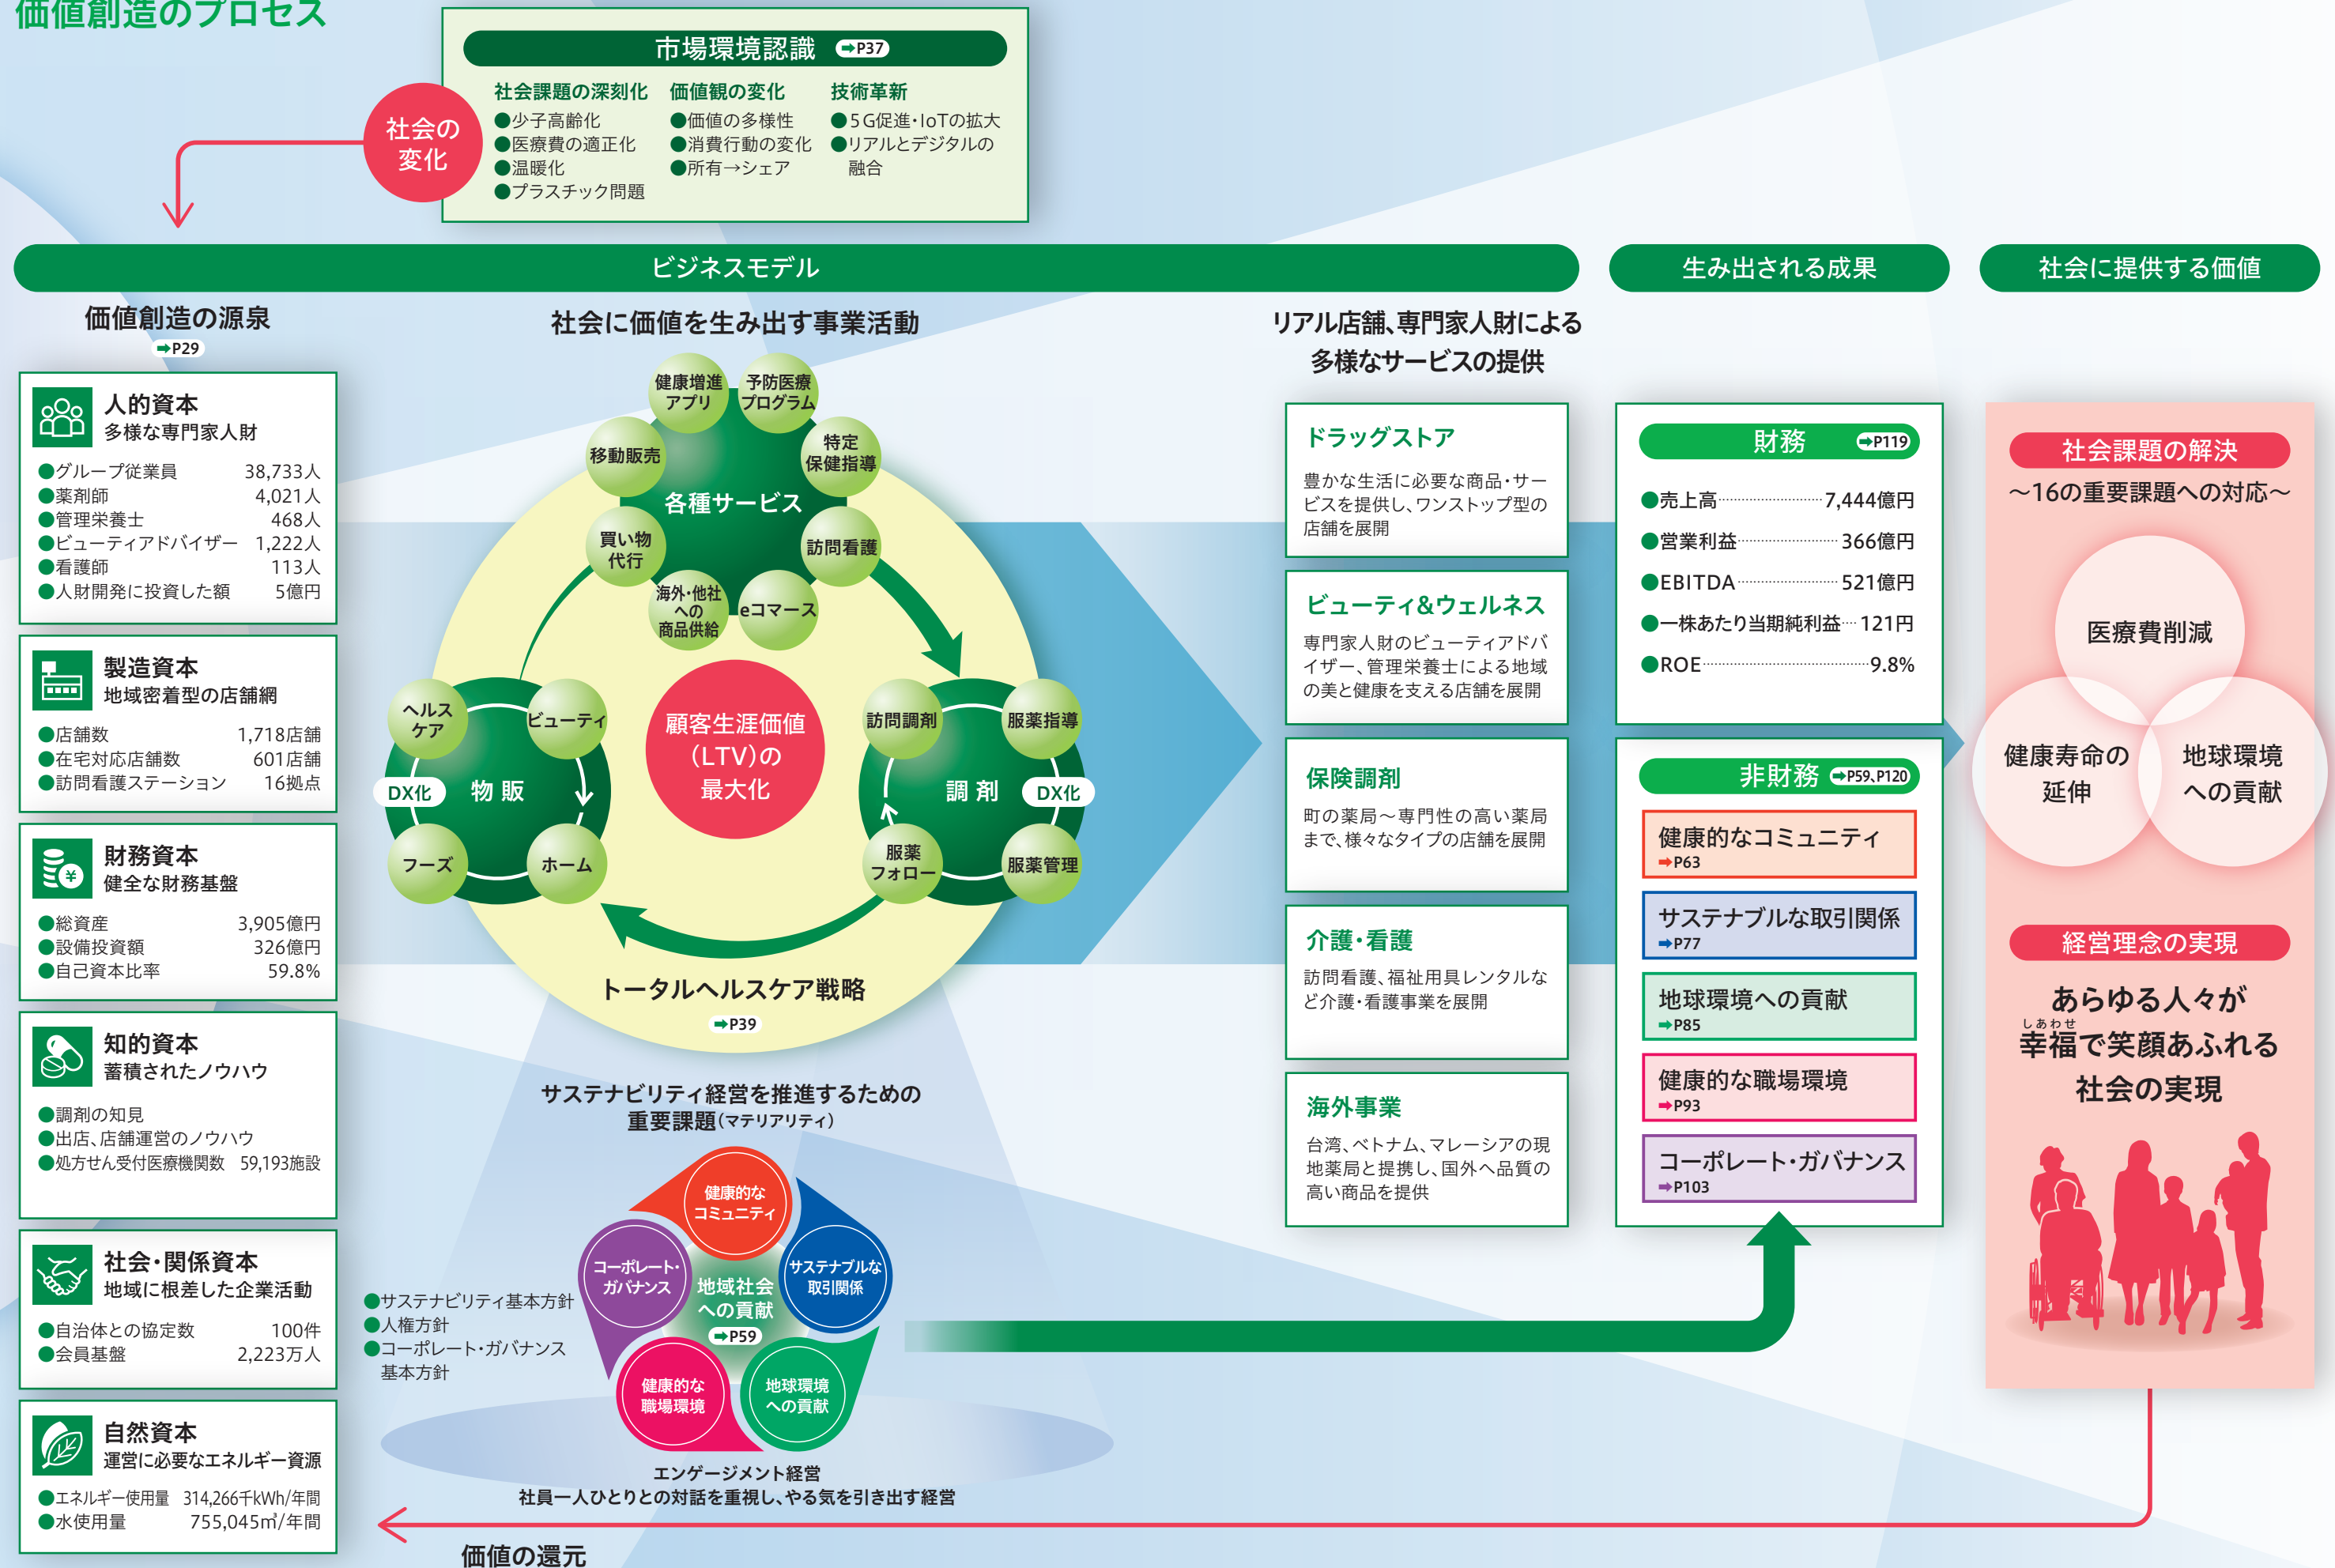 価値創造のプロセス
市場環境認識 ➡P37
社会の
変化
社会課題の深刻化
●少子高齢化
●医療費の適正化
●温暖化
●プラスチック問題
価値観の変化
●価値の多様性
●消費行動の変化
●所有→シェア
技術革新
●5G促進・IoTの拡大
●リアルとデジタルの
融合
ビジネスモデル
価値創造の源泉
➡P29
人的資本
多様な専門家人財
●グループ従業員 38,733人
●薬剤師 4,021人
●管理栄養士 468人
●ビューティアドバイザー 1,222人
●看護師 113人
●人財開発に投資した額 5億円
製造資本
地域密着型の店舗網
●店舗数 1,718店舗
●在宅対応店舗数 601店舗
●訪問看護ステーション 16拠点
財務資本
健全な財務基盤
●総資産 3,905億円
●設備投資額 326億円
●自己資本比率 59.8%
知的資本
蓄積されたノウハウ
●調剤の知見
●出店、店舗運営のノウハウ
●処方せん受付医療機関数 59,193施設
社会・関係資本
地域に根差した企業活動
●自治体との協定数 100件
●会員基盤 2,223万人
自然資本
運営に必要なエネルギー資源
●エネルギー使用量 314,266千kWh/年間
●水使用量 755,045㎥/年間
社会に価値を生み出す事業活動
健康増進
アプリ
予防医療
プログラム
移動販売
特定
保健指導
各種サービス
買い物
代行
訪問看護
海外・他社
への
商品供給
eコマース
ヘルス
ケア
ビューティ
DX化
物販
フーズ
ホーム
顧客生涯価値
(LTV)の
最大化
訪問調剤
服薬指導
調剤
DX化
服薬
フォロー
服薬管理
トータルヘルスケア戦略
➡P39
サステナビリティ経営を推進するための
重要課題(マテリアリティ)
健康的な
コミュニティ
コーポレート・
ガバナンス
サステナブルな
取引関係
地域社会
への貢献
➡P59
健康的な
職場環境
地球環境
への貢献
●サステナビリティ基本方針
●人権方針
●コーポレート・ガバナンス
基本方針
エンゲージメント経営
社員一人ひとりとの対話を重視し、やる気を引き出す経営
リアル店舗、専門家人財による
多様なサービスの提供
ドラッグストア
豊かな生活に必要な商品・サー
ビスを提供し、ワンストップ型の
店舗を展開
ビューティ&ウェルネス
専門家人財のビューティアドバ
イザー、管理栄養士による地域
の美と健康を支える店舗を展開
保険調剤
町の薬局～専門性の高い薬局
まで、様々なタイプの店舗を展開
介護・看護
訪問看護、福祉用具レンタルな
ど介護・看護事業を展開
海外事業
台湾、ベトナム、マレーシアの現
地薬局と提携し、国外へ品質の
高い商品を提供
生み出される成果
財務 ➡P119
●売上高 7,444億円
●営業利益 366億円
●EBITDA 521億円
●一株あたり当期純利益 121円
●ROE 9.8%
非財務 ➡P59、P120
健康的なコミュニティ
➡P63
サステナブルな取引関係
➡P77
地球環境への貢献
➡P85
健康的な職場環境
➡P93
コーポレート・ガバナンス
➡P103
社会に提供する価値
社会課題の解決
～16の重要課題への対応～
医療費削減
健康寿命の
延伸
地球環境
への貢献
経営理念の実現
あらゆる人々が
しあわせ
幸福で笑顔あふれる
社会の実現
価値の還元